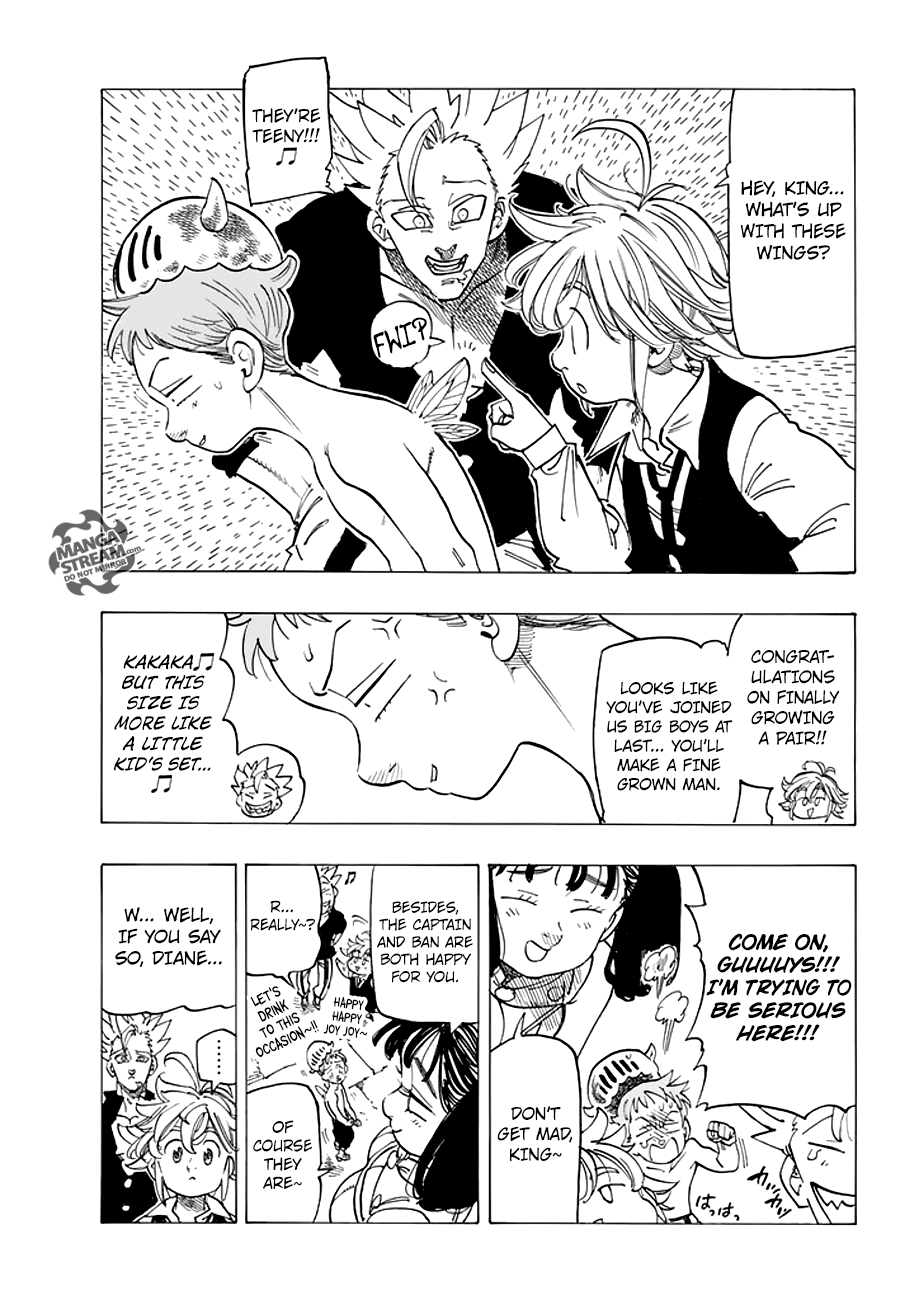 HEY, KING...
WHAT'S UP
WITH THESE
WINGS?
THEY'RE
TEENY!!!
♫
FWIP
MANGA
STREAM.com
DO NOT MIRROR
CONGRAT-
ULATIONS
ON FINALLY
GROWING
A PAIR!!
LOOKS LIKE
YOU'VE JOINED
US BIG BOYS AT
LAST... YOU'LL
MAKE A FINE
GROWN MAN.
KAKAKA♫
BUT THIS
SIZE IS
MORE LIKE
A LITTLE
KID'S SET...
♫
COME ON,
GUUUUYS!!!
I'M TRYING TO
BE SERIOUS
HERE!!!
DON'T
GET MAD,
KING~
わハわハ
はっはっ
BESIDES,
THE CAPTAIN
AND BAN ARE
BOTH HAPPY
FOR YOU.
R...
REALLY~?
♪
HAPPY
HAPPY
JOY JOY~
LET'S
DRINK
TO THIS
OCCASION~!!
OF
COURSE
THEY
ARE~
W... WELL,
IF YOU SAY
SO, DIANE...
......